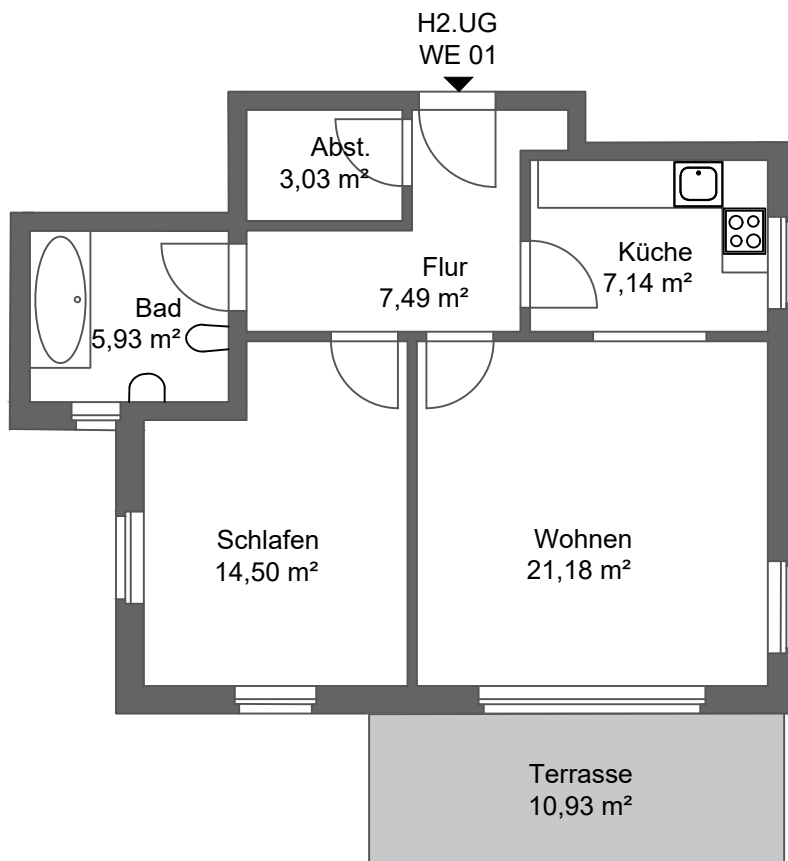 H2.UG
WE 01
Abst.
3,03 m²
Küche
7,14 m²
Flur
7,49 m²
Bad
5,93 m²
Schlafen
14,50 m²
Wohnen
21,18 m²
Terrasse
10,93 m²